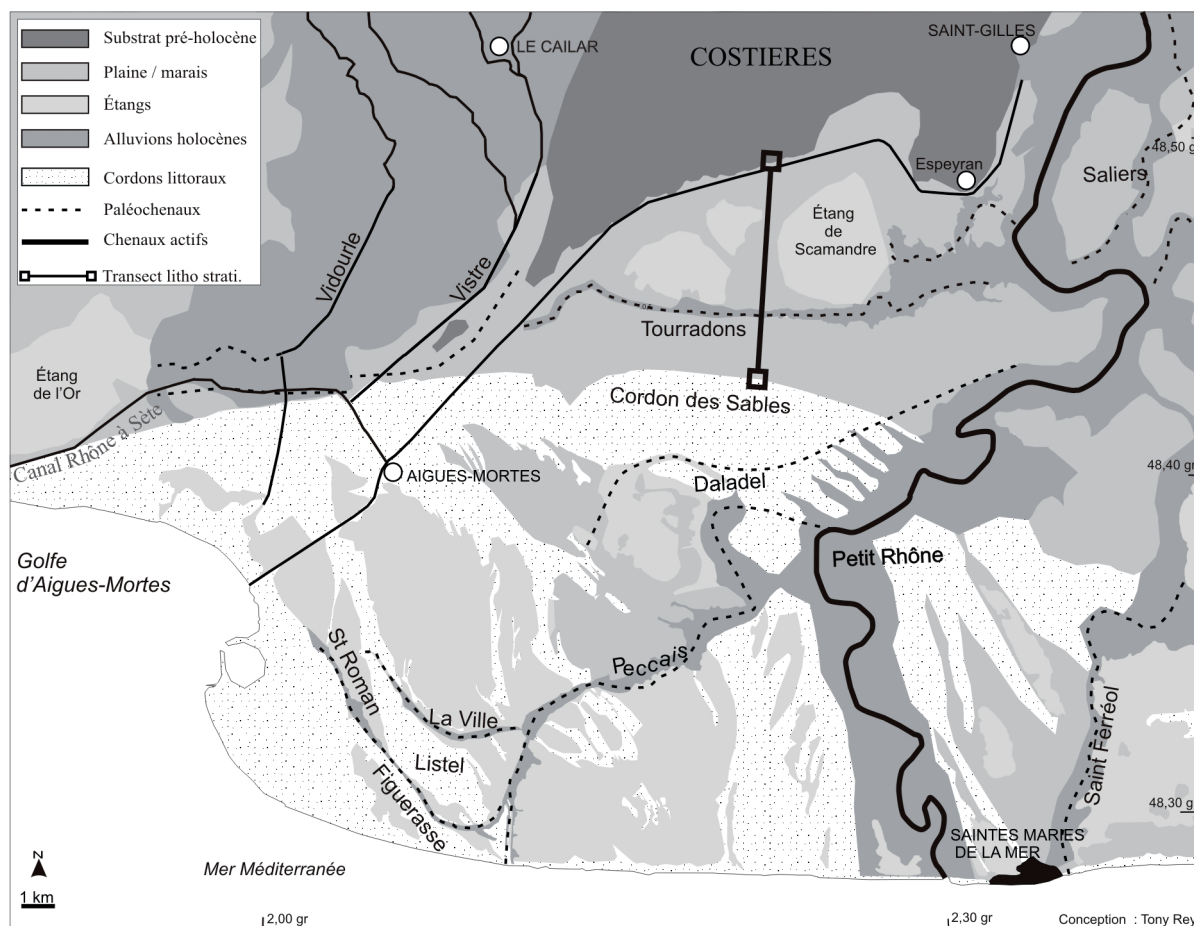 Substrat pré-holocène
Plaine / marais
Étangs
Alluvions holocènes
Cordons littoraux
Paléochenaux
Chenaux actifs
Transect litho strati.
LE CAILAR
COSTIERES
SAINT-GILLES
48,50 gr
Espeyran
Saliers
Étang
de
Scamandre
Vidourle
Vistre
Tourradons
Étang
de l'Or
Cordon des Sables
Canal Rhône à Sète
AIGUES-MORTES
Daladel
48,40 gr
Golfe
d'Aigues-Mortes
Petit Rhône
St Roman
Peccais
La Ville
Listel
Figuerasse
Saint Ferréol
48,30 gr
SAINTES MARIES
DE LA MER
N
1 km
Mer Méditerranée
2,00 gr
2,30 gr
Conception : Tony Rey